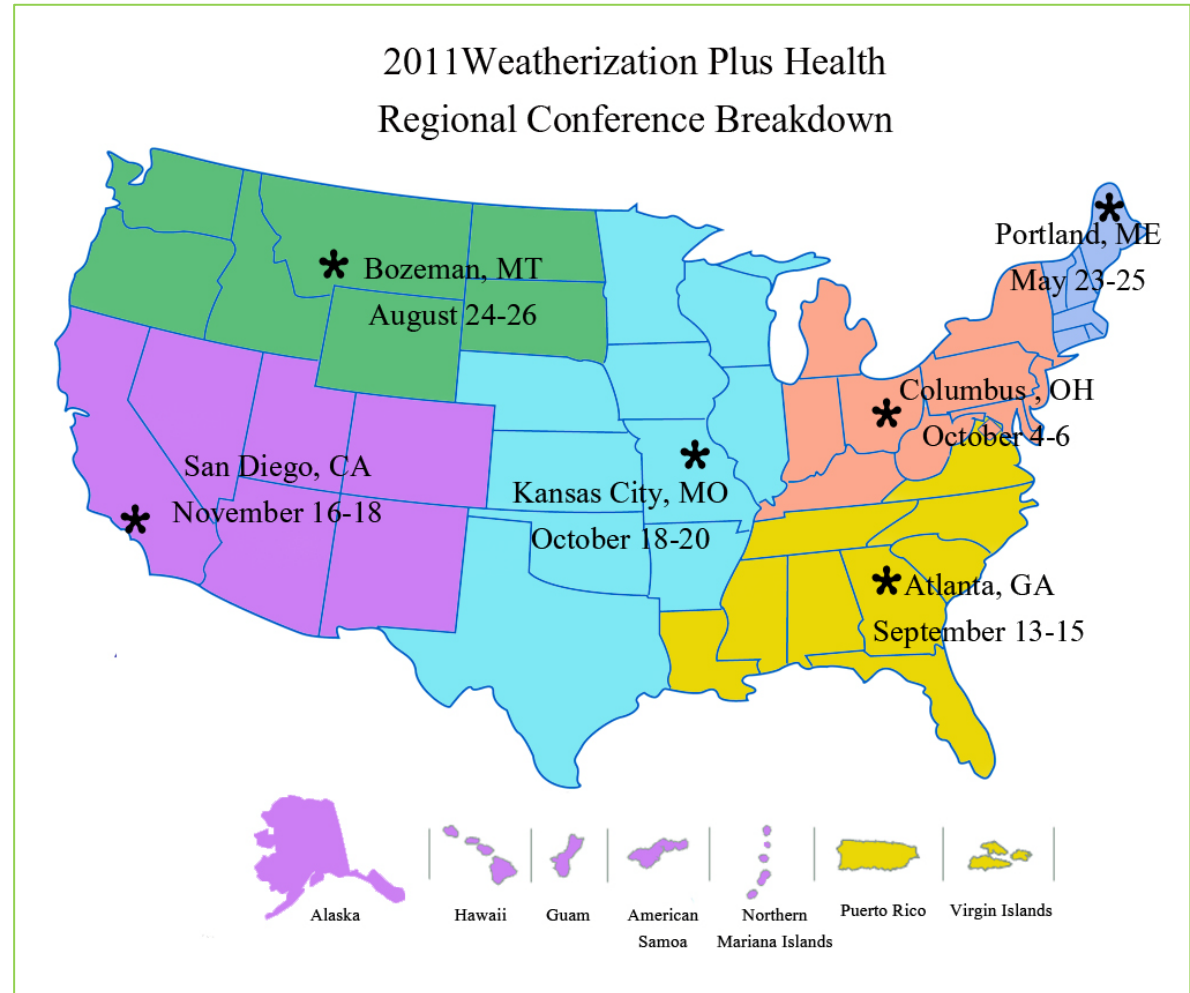 2011Weatherization Plus Health
Regional Conference Breakdown
Portland, ME
May 23-25
Bozeman, MT
August 24-26
Columbus , OH
October 4-6
San Diego, CA
November 16-18
Kansas City, MO
October 18-20
Atlanta, GA
September 13-15
Alaska
Hawaii
Guam
American
Samoa
Northern
Mariana Islands
Puerto Rico
Virgin Islands